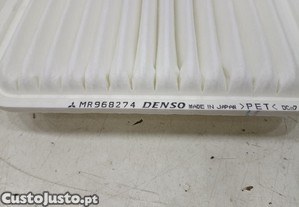 MR968274 DENSO MADE IN JAPAN >PET<
CustoJusto.pt